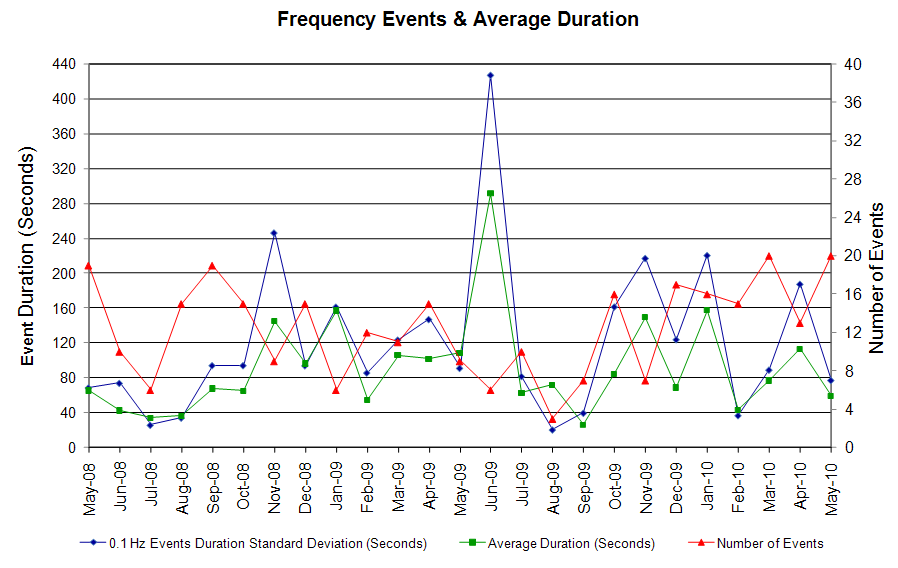 Frequency Events & Average Duration
Event Duration (Seconds)
440
400
360
320
280
240
200
160
120
80
40
0
40
36
32
28
24
20
16
12
8
4
0
Number of Events
May-08
Jun-08
Jul-08
Aug-08
Sep-08
Oct-08
Nov-08
Dec-08
Jan-09
Feb-09
Mar-09
Apr-09
May-09
Jun-09
Jul-09
Aug-09
Sep-09
Oct-09
Nov-09
Dec-09
Jan-10
Feb-10
Mar-10
Apr-10
May-10
0.1Hz Events Duration Standard Deviation (Seconds)
Average Duration (Seconds)
Number of Events